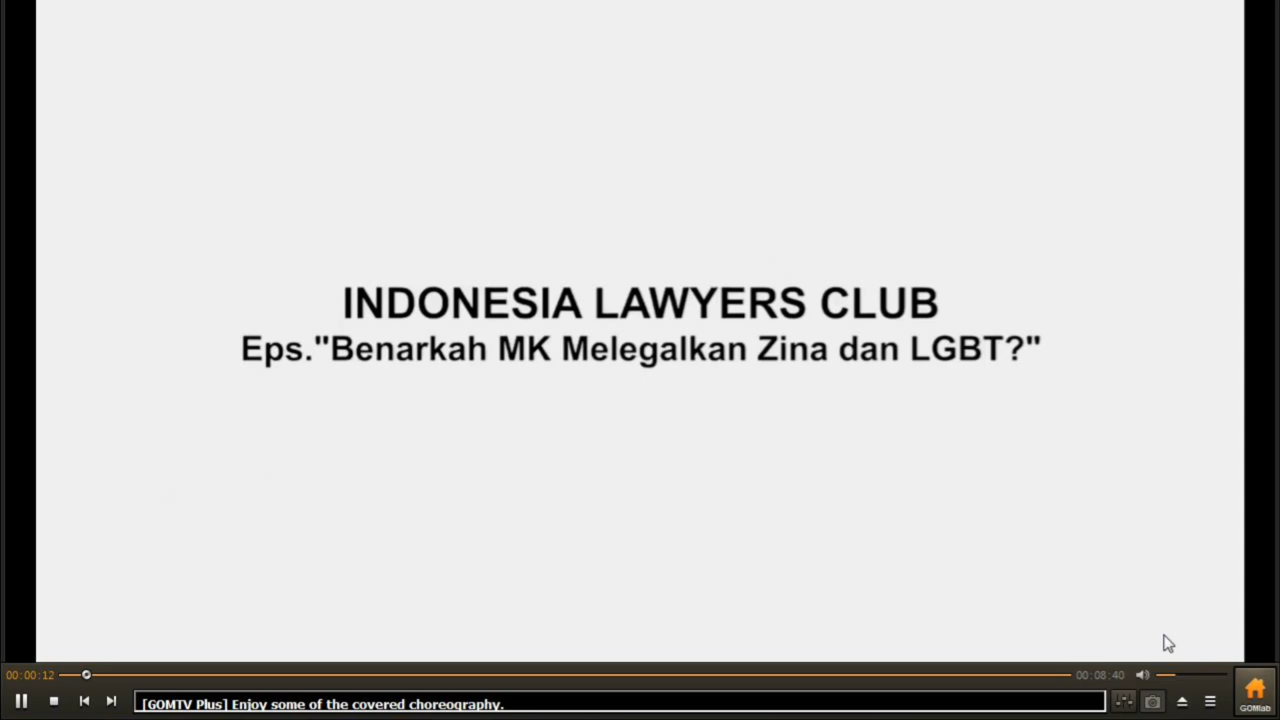 INDONESIA LAWYERS CLUB
Eps."Benarkah MK Melegalkan Zina dan LGBT?"
00:00:12
00:08:40
[GOMTV Plus] Enjoy some of the covered choreography.
GOMlab